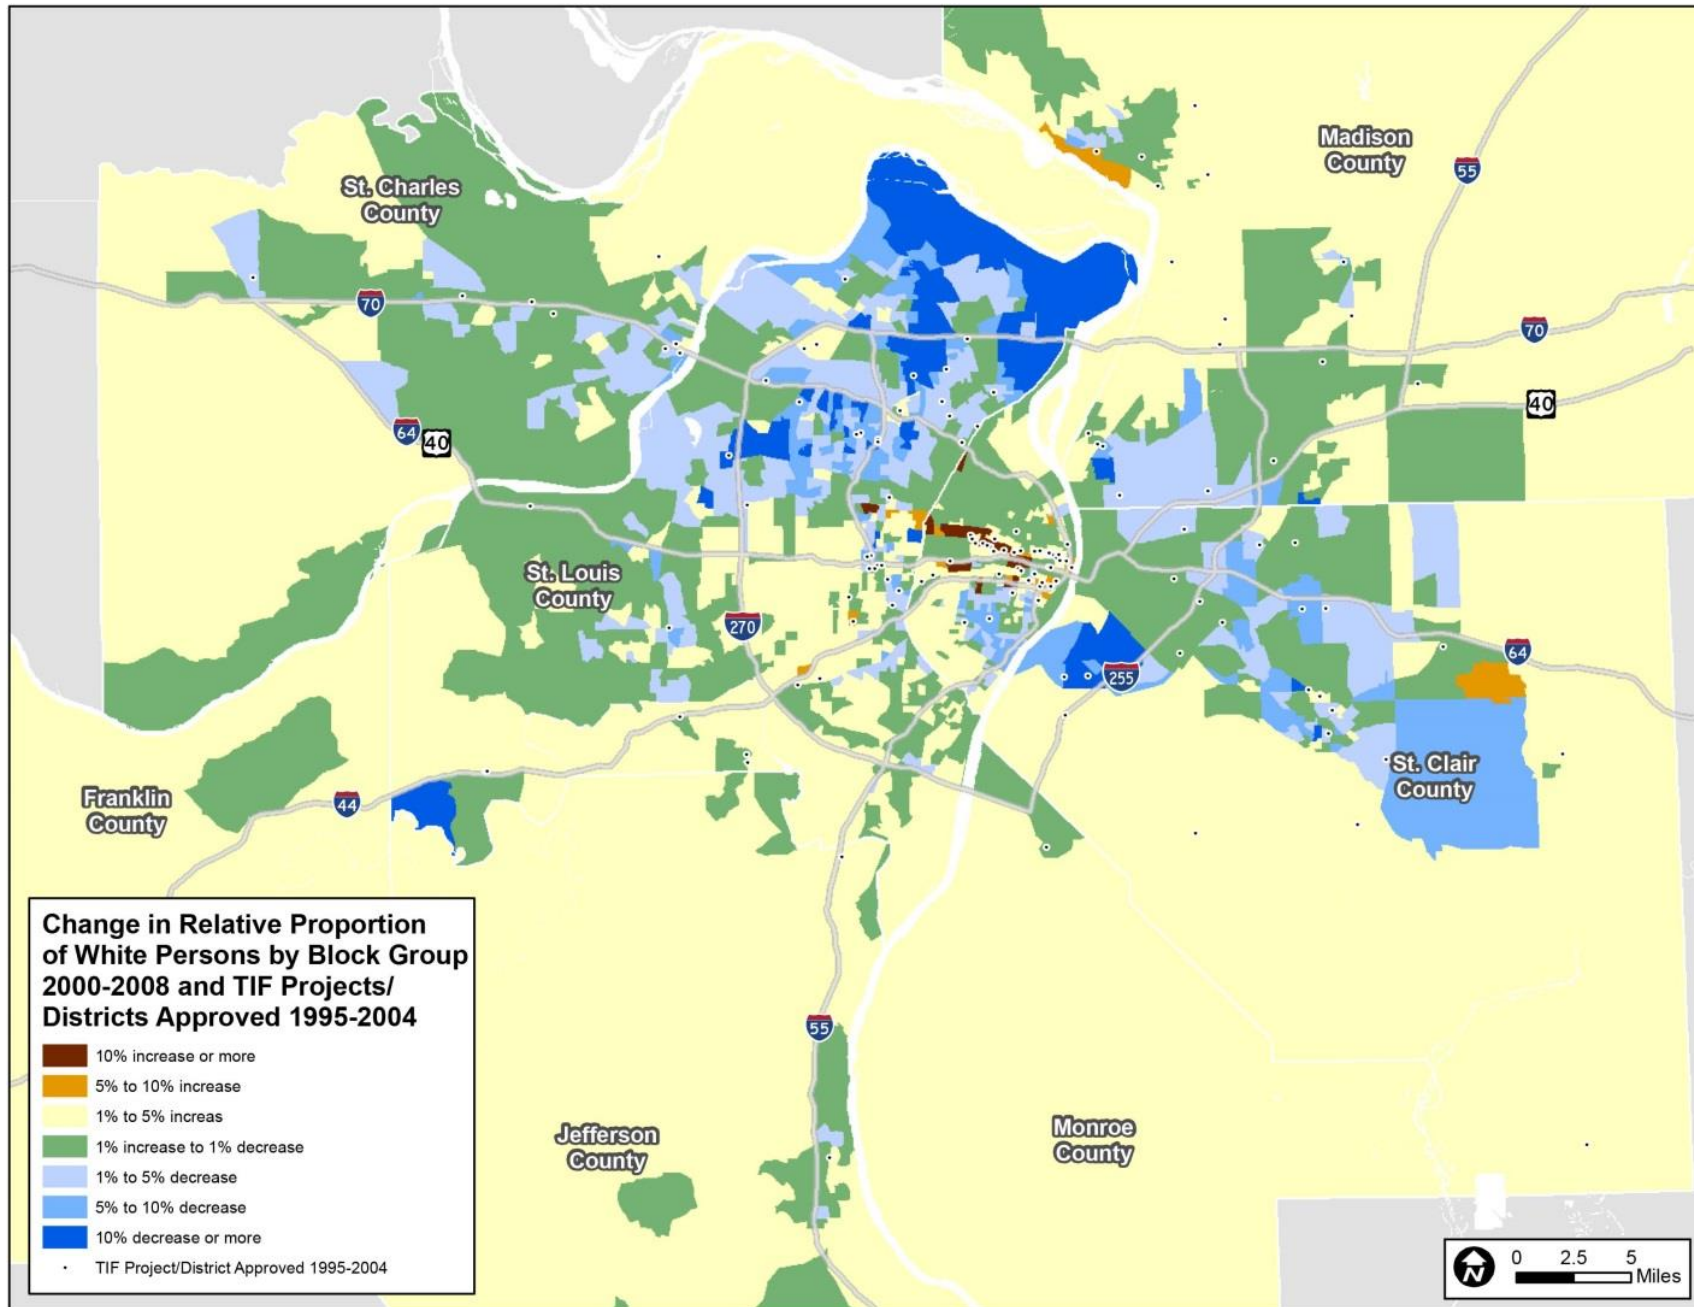 Madison
County
55
St. Charles
County
70
70
40
64
40
St. Louis
County
270
64
255
St. Clair
County
Franklin
County
44
Change in Relative Proportion
of White Persons by Block Group
2000-2008 and TIF Projects/
Districts Approved 1995-2004
10% increase or more
5% to 10% increase
1% to 5% increas
1% increase to 1% decrease
1% to 5% decrease
5% to 10% decrease
10% decrease or more
TIF Project/District Approved 1995-2004
55
Jefferson
County
Monroe
County
N
0 2.5 5
Miles